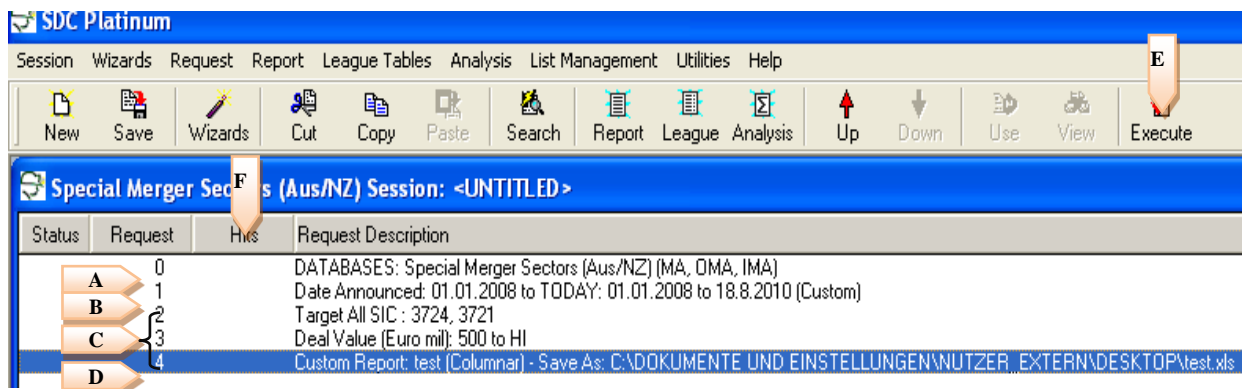 SDC Platinum
Session Wizards Request Report League Tables Analysis List Management Utilities Help
E
New Save Wizards Cut Copy Paste Search Report League Analysis Up Down Use View Execute
Special Merger Sectors (Aus/NZ) Session: <UNTITLED>
F
Status Request Hits Request Description
0 DATABASES: Special Merger Sectors (Aus/NZ) (MA, OMA, IMA)
A
1 Date Announced: 01.01.2008 to TODAY: 01.01.2008 to 18.8.2010 (Custom)
B
2 Target All SIC : 3724, 3721
C
3 Deal Value (Euro mil): 500 to HI
4 Custom Report: test (Columnar) - Save As: C:\DOKUMENTE UND EINSTELLUNGEN\NUTZER_EXTERN\DESKTOP\test.xls
D